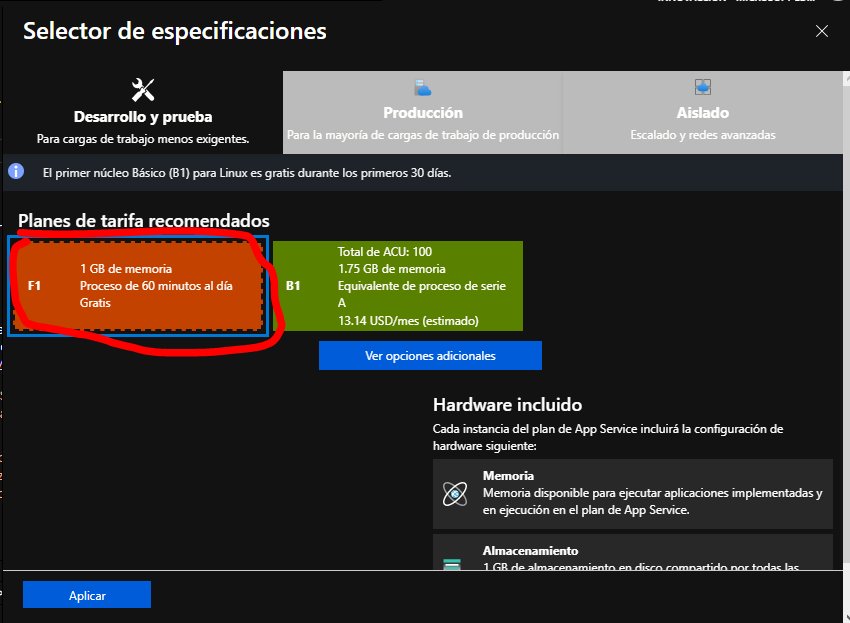 Selector de especificaciones
Desarrollo y prueba
Para cargas de trabajo menos exigentes.
Producción
Para la mayoría de cargas de trabajo de producción
Aislado
Escalado y redes avanzadas
El primer núcleo Básico (B1) para Linux es gratis durante los primeros 30 días.
Planes de tarifa recomendados
F1
1 GB de memoria
Proceso de 60 minutos al día
Gratis
B1
Total de ACU: 100
1.75 GB de memoria
Equivalente de proceso de serie
A
13.14 USD/mes (estimado)
Ver opciones adicionales
Hardware incluido
Cada instancia del plan de App Service incluirá la configuración de
hardware siguiente:
Memoria
Memoria disponible para ejecutar aplicaciones implementadas y
en ejecución en el plan de App Service.
Almacenamiento
1 GB de almacenamiento en disco compartido por todas las
Aplicar